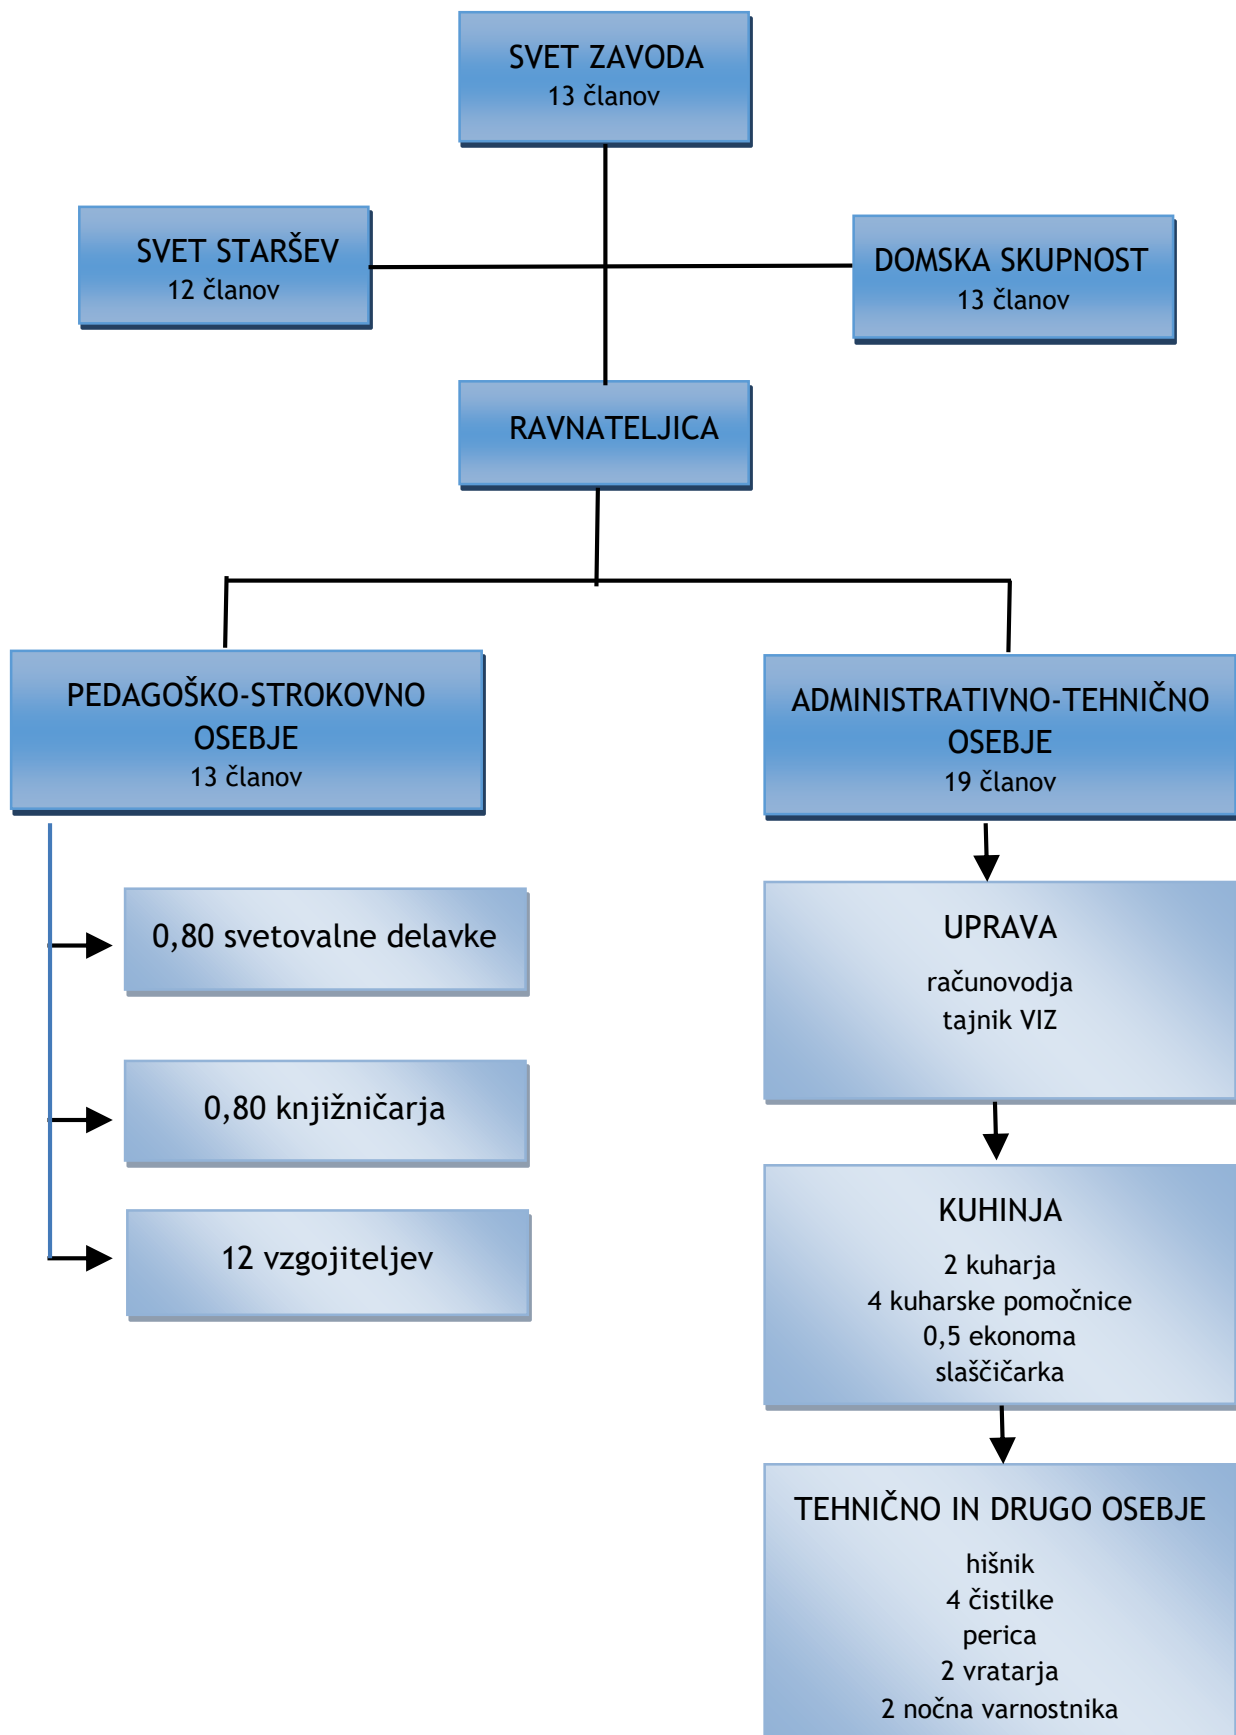 SVET ZAVODA
13 članov
SVET STARŠEV
12 članov
DOMSKA SKUPNOST
13 članov
RAVNATELJICA
PEDAGOŠKO-STROKOVNO
OSEBJE
13 članov
0,80 svetovalne delavke
0,80 knjižničarja
12 vzgojiteljev
ADMINISTRATIVNO-TEHNIČNO
OSEBJE
19 članov
UPRAVA
računovodja
tajnik VIZ
KUHINJA
2 kuharja
4 kuharske pomočnice
0,5 ekonoma
slaščičarka
TEHNIČNO IN DRUGO OSEBJE
hišnik
4 čistilke
perica
2 vratarja
2 nočna varnostnika